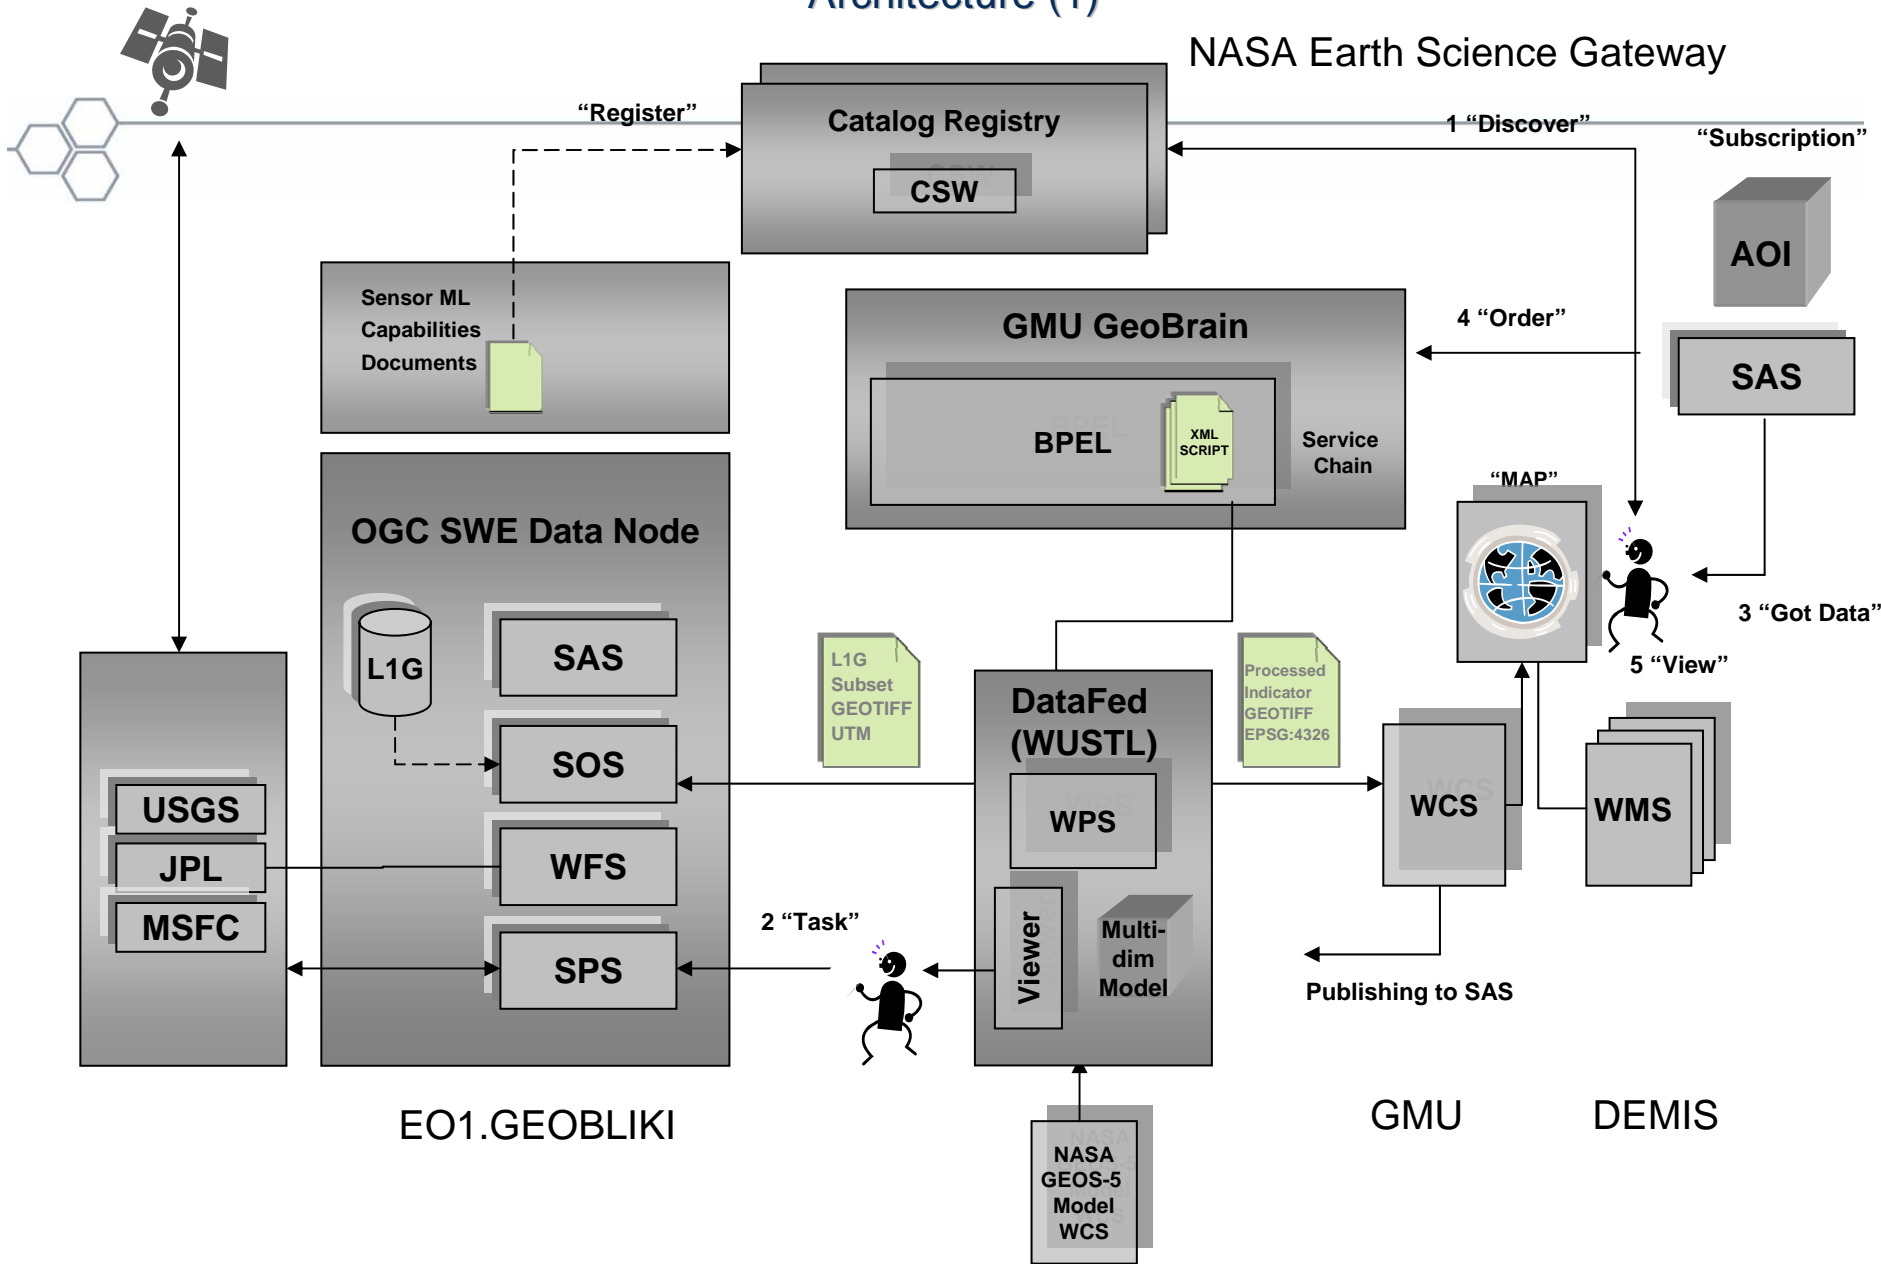 Architecture (1)
NASA Earth Science Gateway
“Register”
Catalog Registry
CSW
1 “Discover”
“Subscription”
AOI
SAS
Sensor ML
Capabilities
Documents
GMU GeoBrain
BPEL
XML
SCRIPT
Service
Chain
4 “Order”
“MAP”
3 “Got Data”
5 “View”
OGC SWE Data Node
L1G
SAS
SOS
WFS
SPS
USGS
JPL
MSFC
L1G
Subset
GEOTIFF
UTM
DataFed
(WUSTL)
WPS
Viewer
Multi-
dim
Model
Processed
Indicator
GEOTIFF
EPSG:4326
WCS
WMS
2 “Task”
Publishing to SAS
EO1.GEOBLIKI
GMU
DEMIS
NASA
GEOS-5
Model
WCS